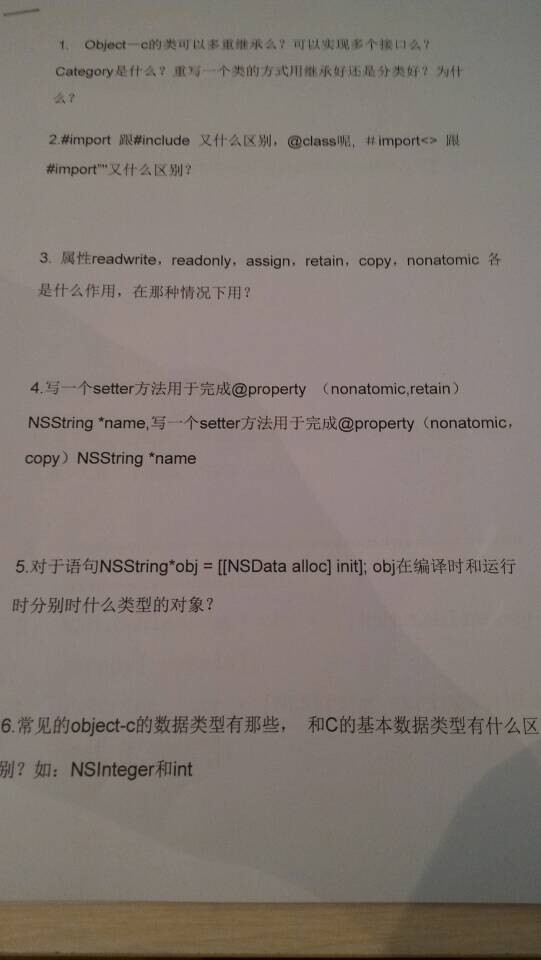 1. Object－c的类可以多重继承么？可以实现多个接口么？
Category是什么？重写一个类的方式用继承好还是分类好？为什
么？
2.#import 跟#include 又什么区别，@class呢, ＃import<> 跟
#import""又什么区别？
3. 属性readwrite，readonly，assign，retain，copy，nonatomic 各
是什么作用，在那种情况下用？
4.写一个setter方法用于完成@property （nonatomic,retain）
NSString *name,写一个setter方法用于完成@property（nonatomic，
copy）NSString *name
5.对于语句NSString*obj = [[NSData alloc] init]; obj在编译时和运行
时分别时什么类型的对象？
6.常见的object-c的数据类型有那些， 和C的基本数据类型有什么区
别？如：NSInteger和int